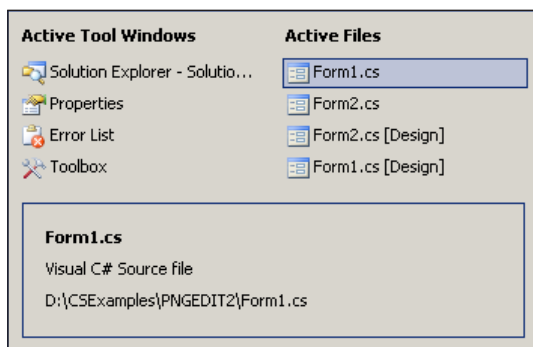 Active Tool Windows
Solution Explorer - Solutio...
Properties
Error List
Toolbox
Active Files
Form1.cs
Form2.cs
Form2.cs [Design]
Form1.cs [Design]
Form1.cs
Visual C# Source file
D:\CSExamples\PNGEDIT2\Form1.cs